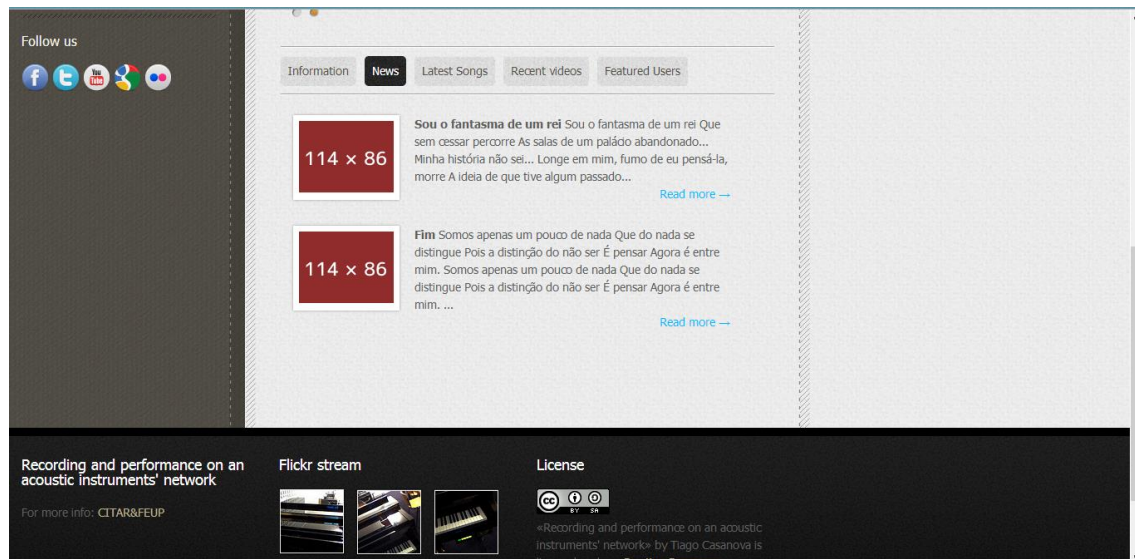 Follow us
You
Tube
Information News Latest Songs Recent videos Featured Users
114 × 86
Sou o fantasma de um rei Sou o fantasma de um rei Que
sem cessar percorre As salas de um palácio abandonado...
Minha história não sei... Longe em mim, fumo de eu pensá-la,
morre A ideia de que tive algum passado...
Read more →
114 × 86
Fim Somos apenas um pouco de nada Que do nada se
distingue Pois a distinção do não ser É pensar Agora é entre
mim. Somos apenas um pouco de nada Que do nada se
distingue Pois a distinção do não ser É pensar Agora é entre
mim. ...
Read more →
Recording and performance on an
acoustic instruments' network
For more info: CITAR&FEUP
Flickr stream
License
cc BY SA
«Recording and performance on an acoustic
instruments' network» by Tiago Casanova is